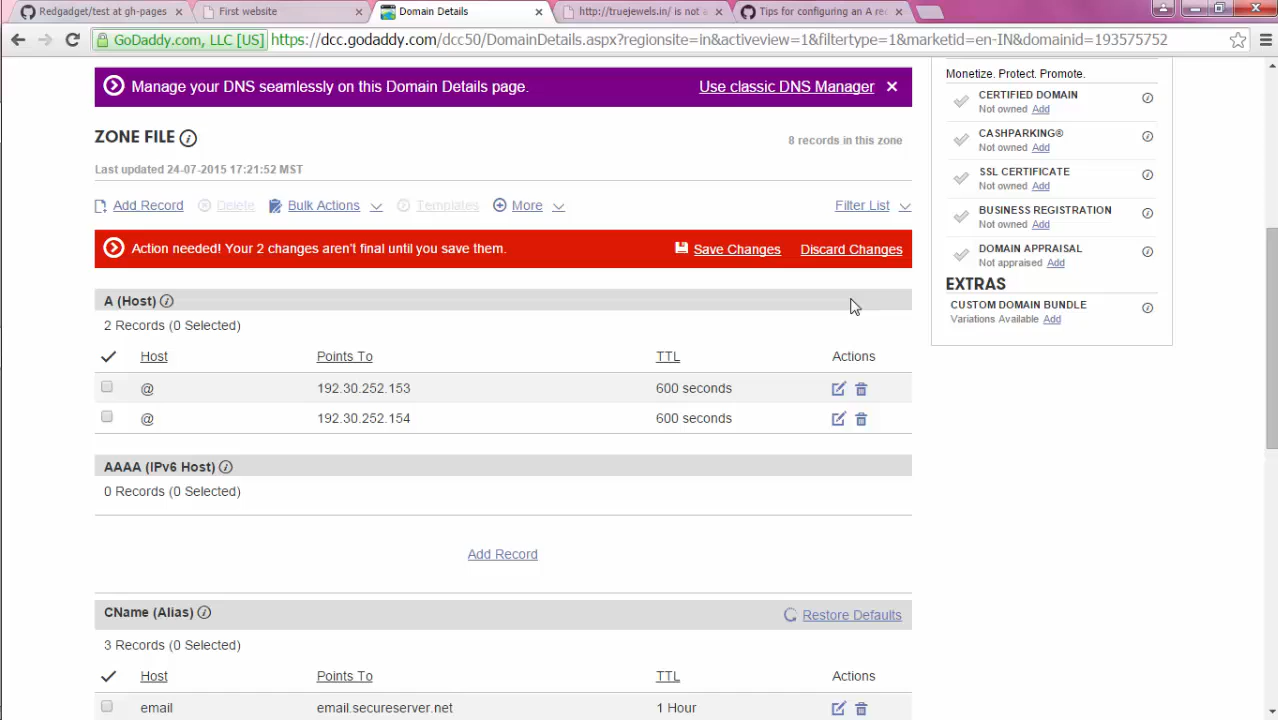 Redgadget/test at gh-pages
First website
Domain Details
http://truejewels.in/ is not a
Tips for configuring an A rec
GoDaddy.com, LLC [US] https://dcc.godaddy.com/dcc50/DomainDetails.aspx?regionsite=in&activeview=1&filtertype=1&marketid=en-IN&domainid=193575752
Manage your DNS seamlessly on this Domain Details page.
Use classic DNS Manager
ZONE FILE
8 records in this zone
Last updated 24-07-2015 17:21:52 MST
Add Record Delete Bulk Actions Templates More Filter List
Action needed! Your 2 changes aren't final until you save them. Save Changes Discard Changes
A (Host)
2 Records (0 Selected)
Host Points To TTL Actions
@ 192.30.252.153 600 seconds
@ 192.30.252.154 600 seconds
AAAA (IPv6 Host)
0 Records (0 Selected)
Add Record
CName (Alias) Restore Defaults
3 Records (0 Selected)
Host Points To TTL Actions
email email.secureserver.net 1 Hour
Monetize. Protect. Promote.
CERTIFIED DOMAIN
Not owned Add
CASHPARKING®
Not owned Add
SSL CERTIFICATE
Not owned Add
BUSINESS REGISTRATION
Not owned Add
DOMAIN APPRAISAL
Not appraised Add
EXTRAS
CUSTOM DOMAIN BUNDLE
Variations Available Add